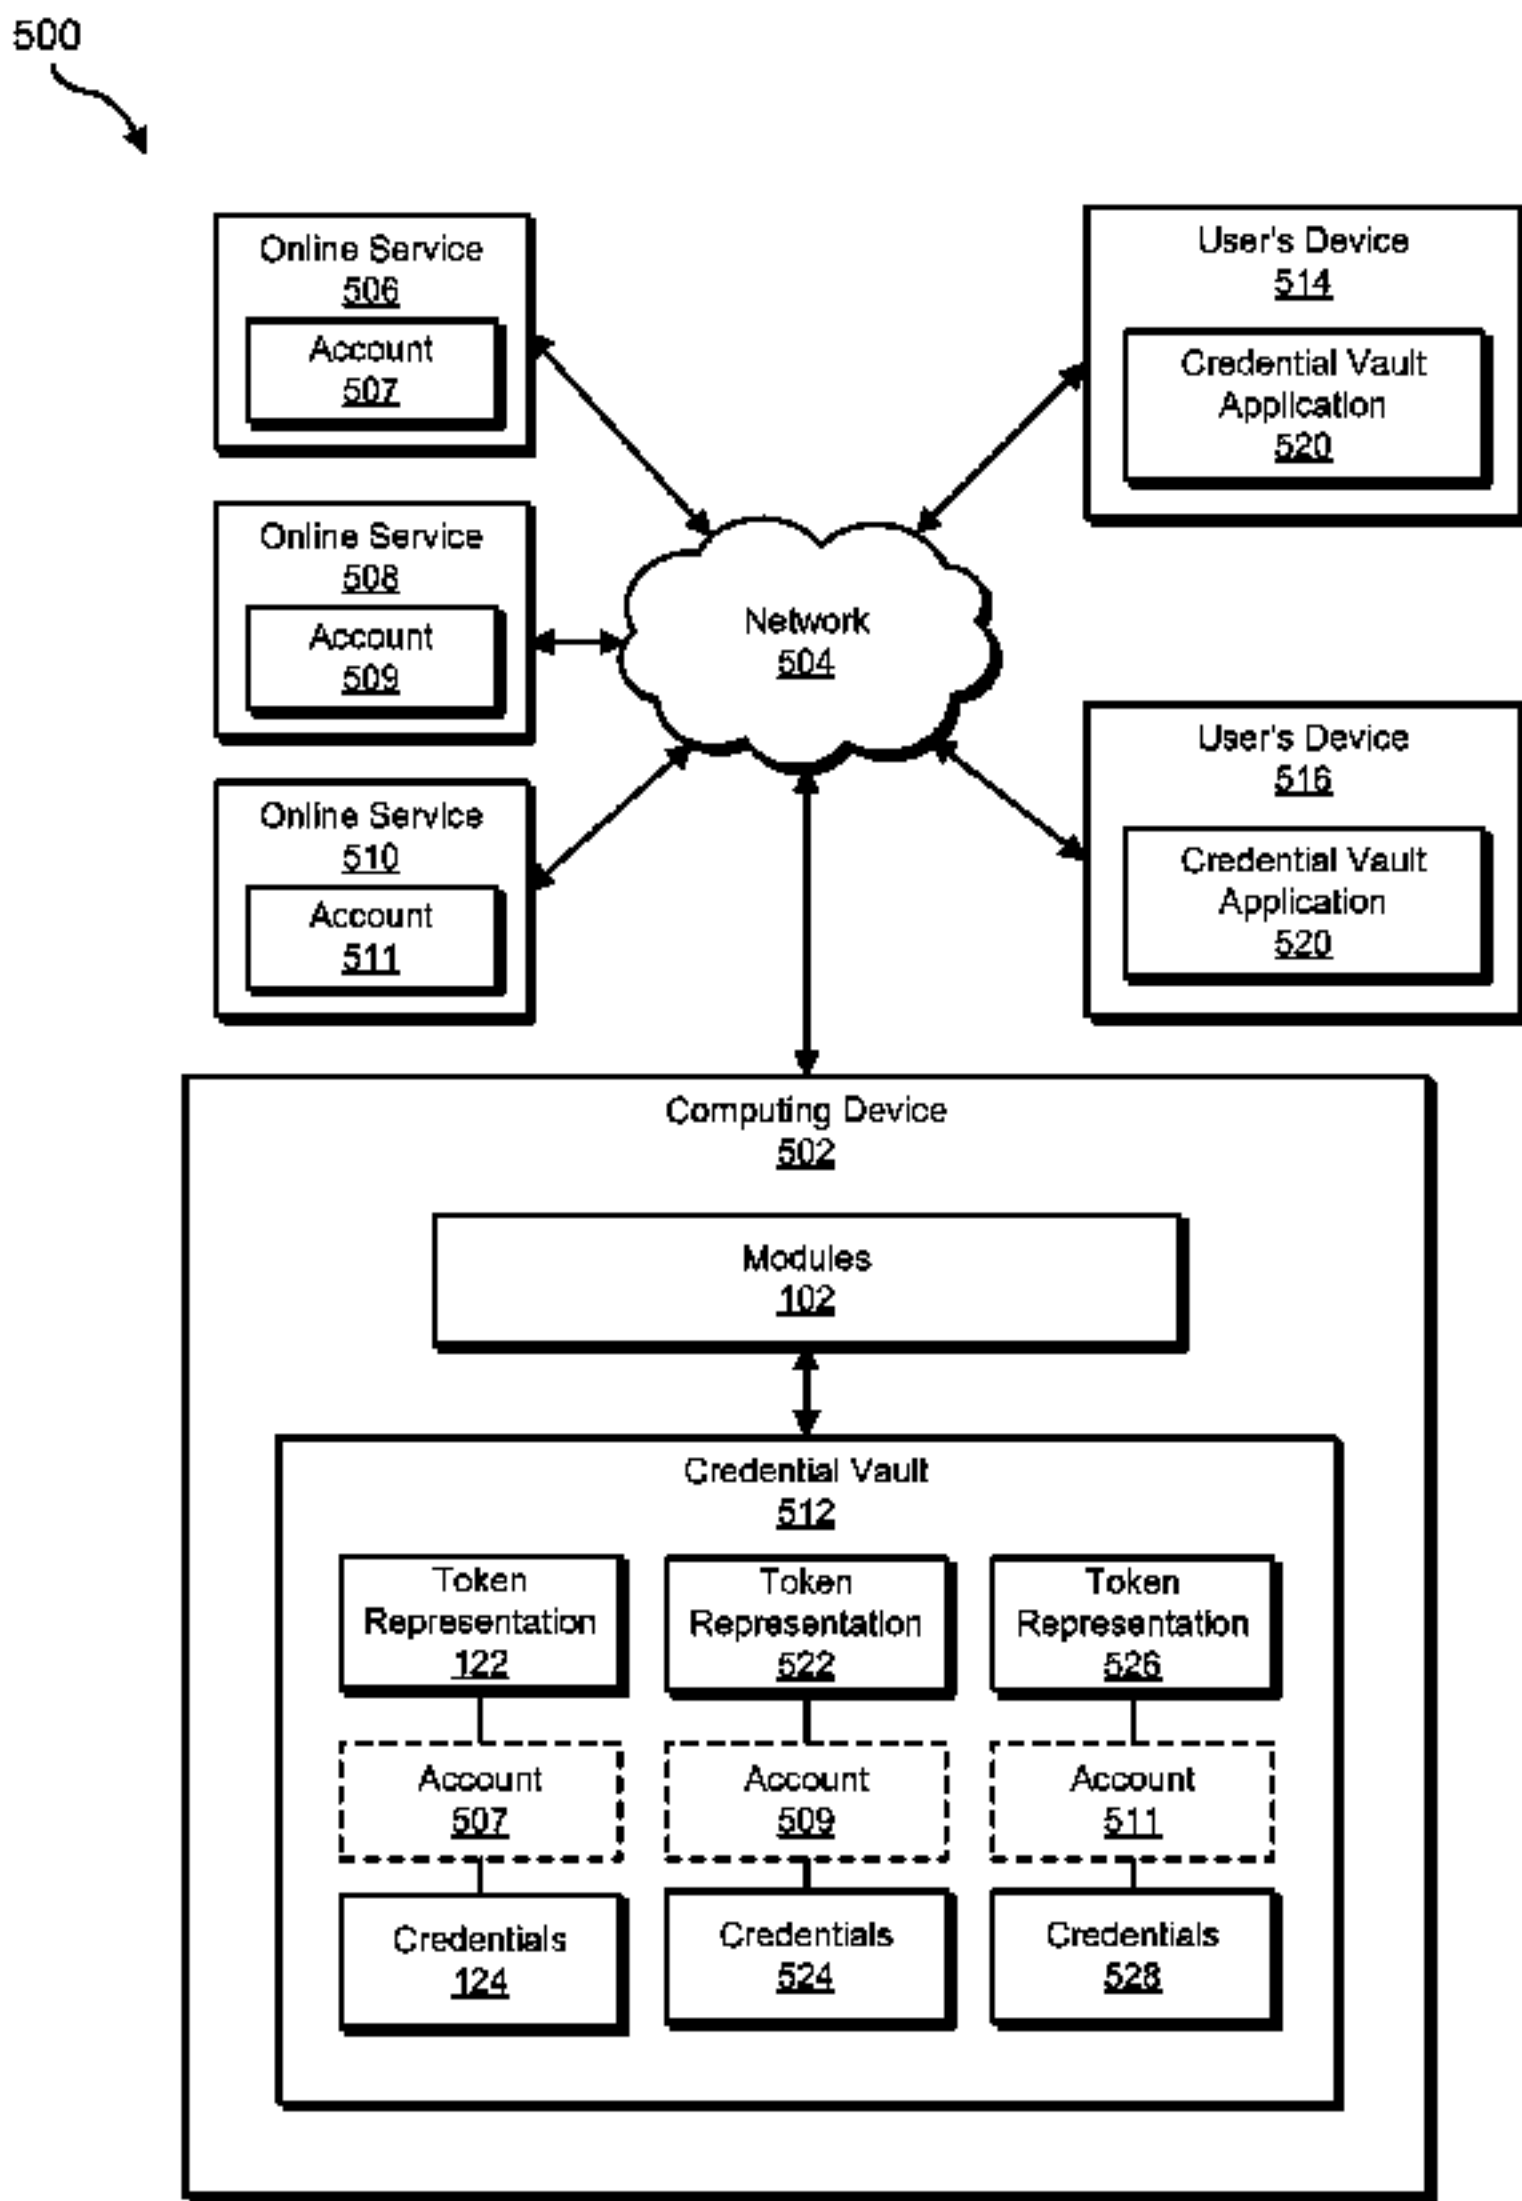 500
Online Service
506
Account
507
User's Device
514
Credential Vault
Application
520
Online Service
508
Account
509
Network
504
Online Service
510
Account
511
User's Device
516
Credential Vault
Application
520
Computing Device
502
Modules
102
Credential Vault
512
Token
Representation
122
Token
Representation
522
Token
Representation
526
Account
507
Account
509
Account
511
Credentials
124
Credentials
524
Credentials
528